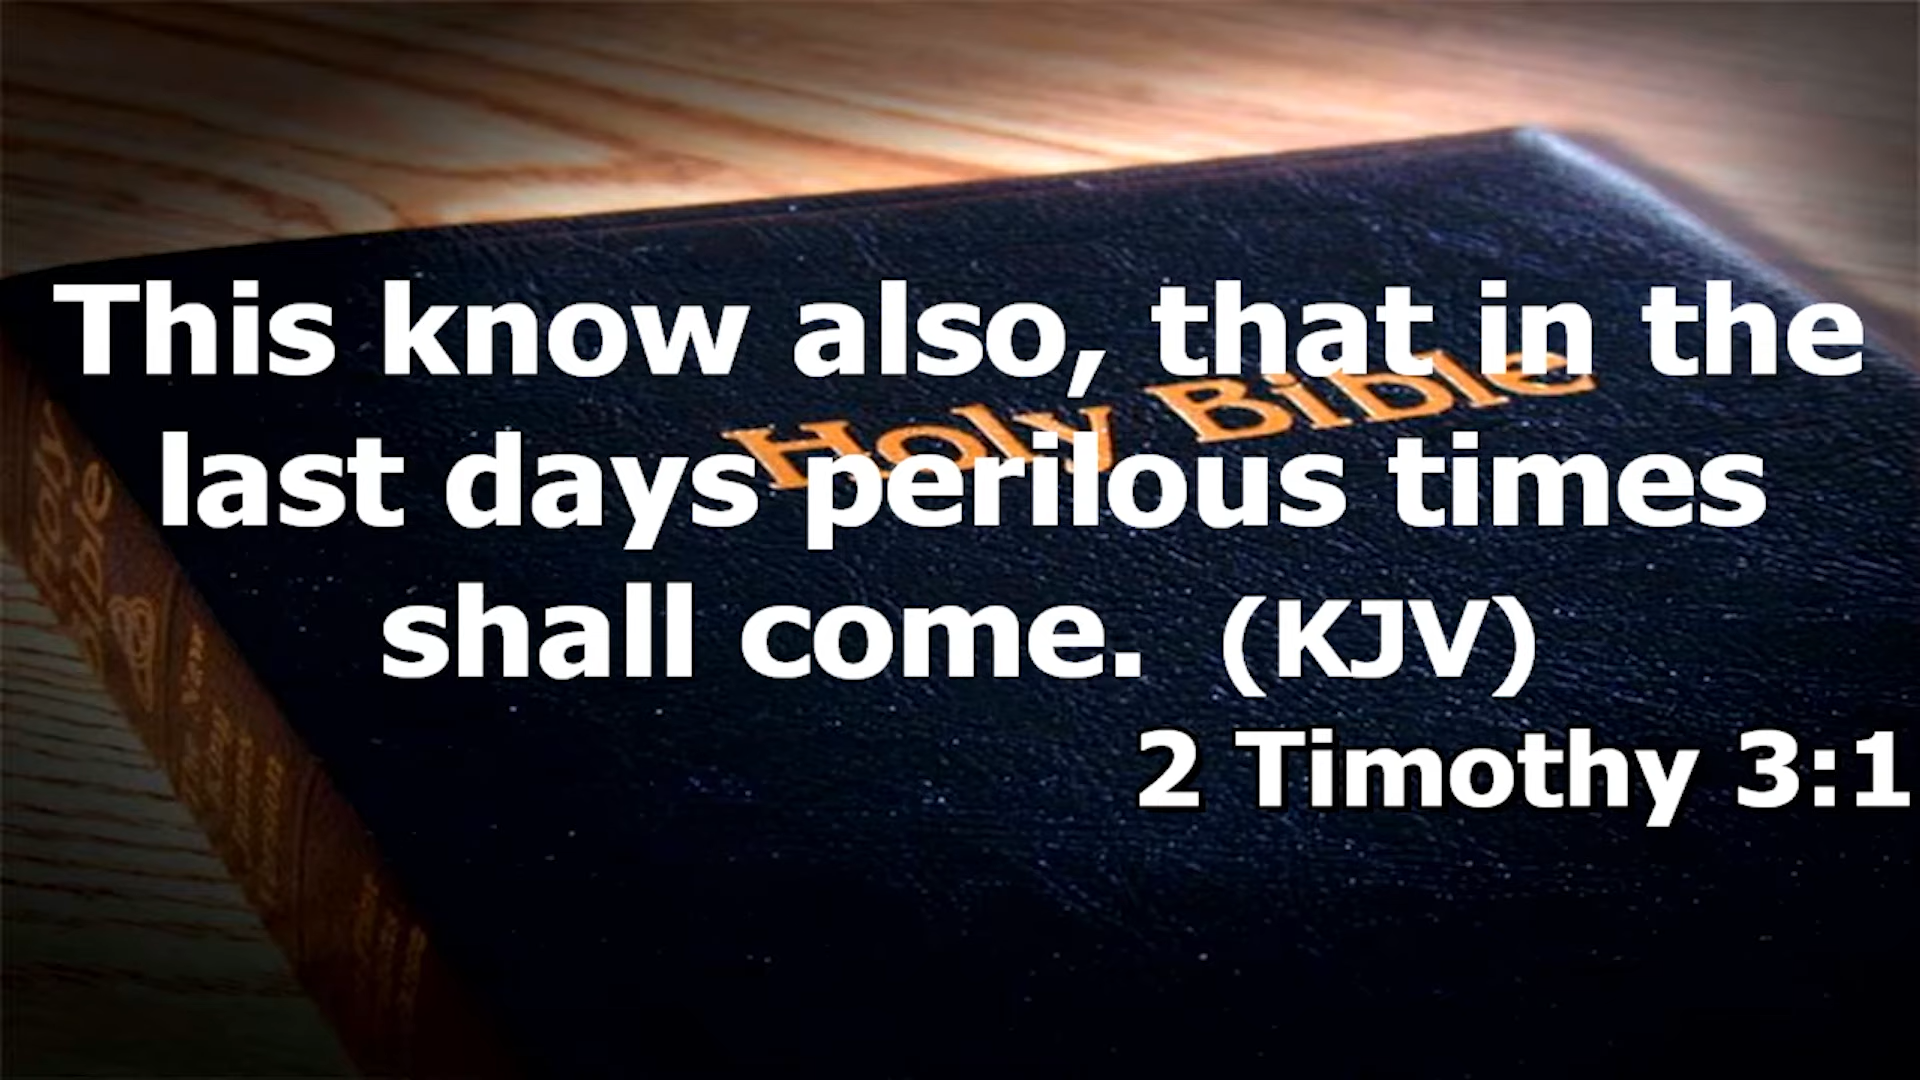 This know also, that in the
Holy Bible
last days perilous times
shall come. (KJV)
2 Timothy 3:1
Holy
Bible